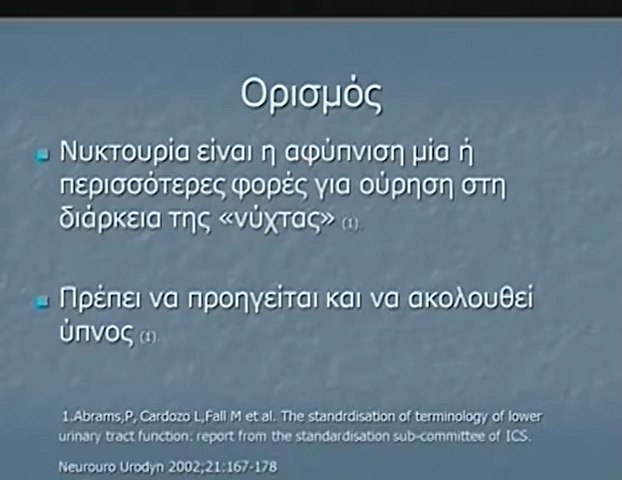 Ορισμός
Νυκτουρία είναι η αφύπνιση μία ή
περισσότερες φορές για ούρηση στη
διάρκεια της «νύχτας» (1).
Πρέπει να προηγείται και να ακολουθεί
ύπνος (1).
1.Abrams,P, Cardozo L,Fall M et al. The standrdisation of terminology of lower
urinary tract function: report from the standardisation sub-committee of ICS.
Neurouro Urodyn 2002;21:167-178